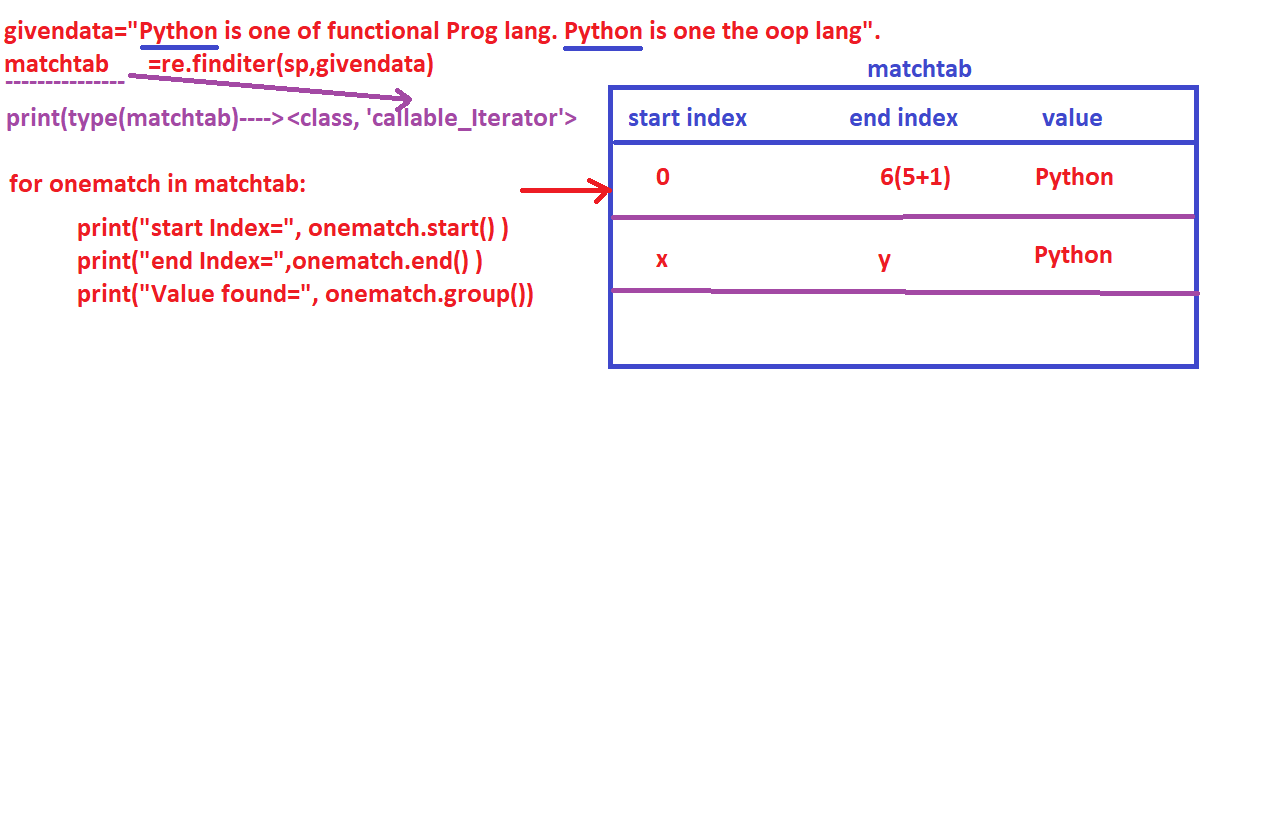 givendata="Python is one of functional Prog lang. Python is one the oop lang".
matchtab =re.finditer(sp,givendata)
print(type(matchtab)----><class, 'callable_Iterator'>
for onematch in matchtab:
print("start Index=", onematch.start() )
print("end Index=",onematch.end() )
print("Value found=", onematch.group())
matchtab
start index end index value
0 6(5+1) Python
x y Python